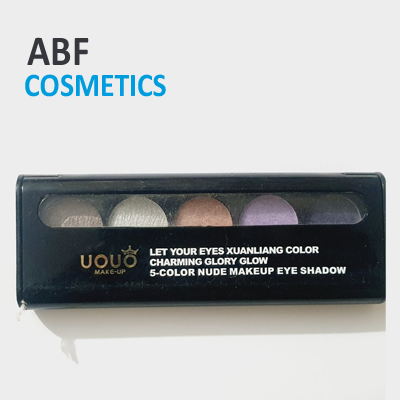 ABF
COSMETICS
UOUO
MAKE-UP
LET YOUR EYES XUANLIANG COLOR
CHARMING GLORY GLOW
5-COLOR NUDE MAKEUP EYE SHADOW